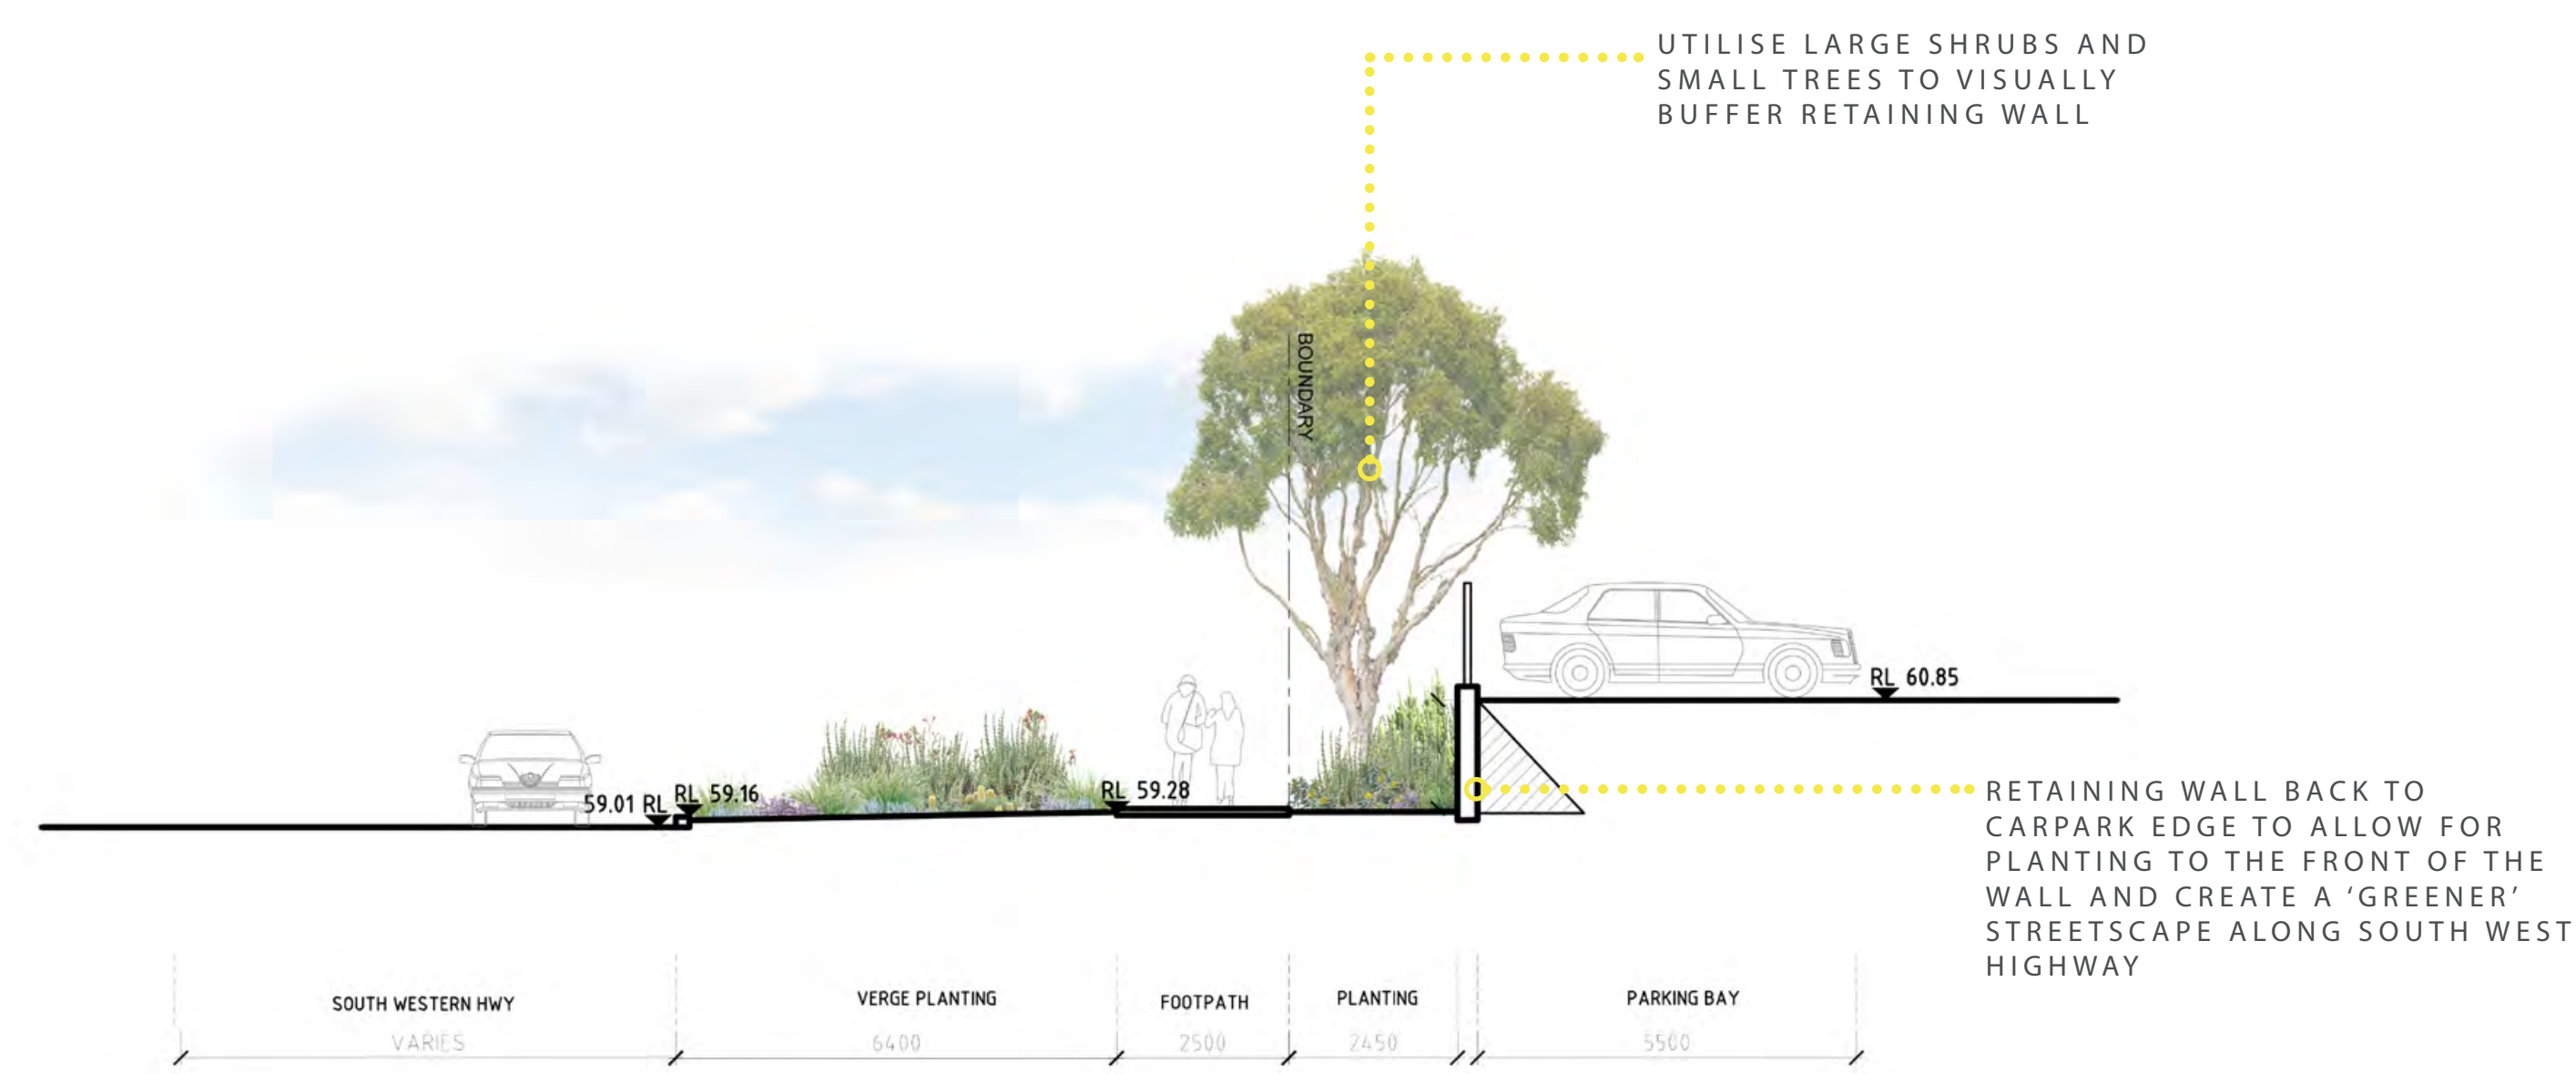 UTILISE LARGE SHRUBS AND
SMALL TREES TO VISUALLY
BUFFER RETAINING WALL
BOUNDARY
RL 60.85
59.01 RL
RL 59.16
RL 59.28
RETAINING WALL BACK TO
CARPARK EDGE TO ALLOW FOR
PLANTING TO THE FRONT OF THE
WALL AND CREATE A ‘GREENER’
STREETSCAPE ALONG SOUTH WEST
HIGHWAY
SOUTH WESTERN HWY
VARIES
VERGE PLANTING
6400
FOOTPATH
2500
PLANTING
2450
PARKING BAY
5500